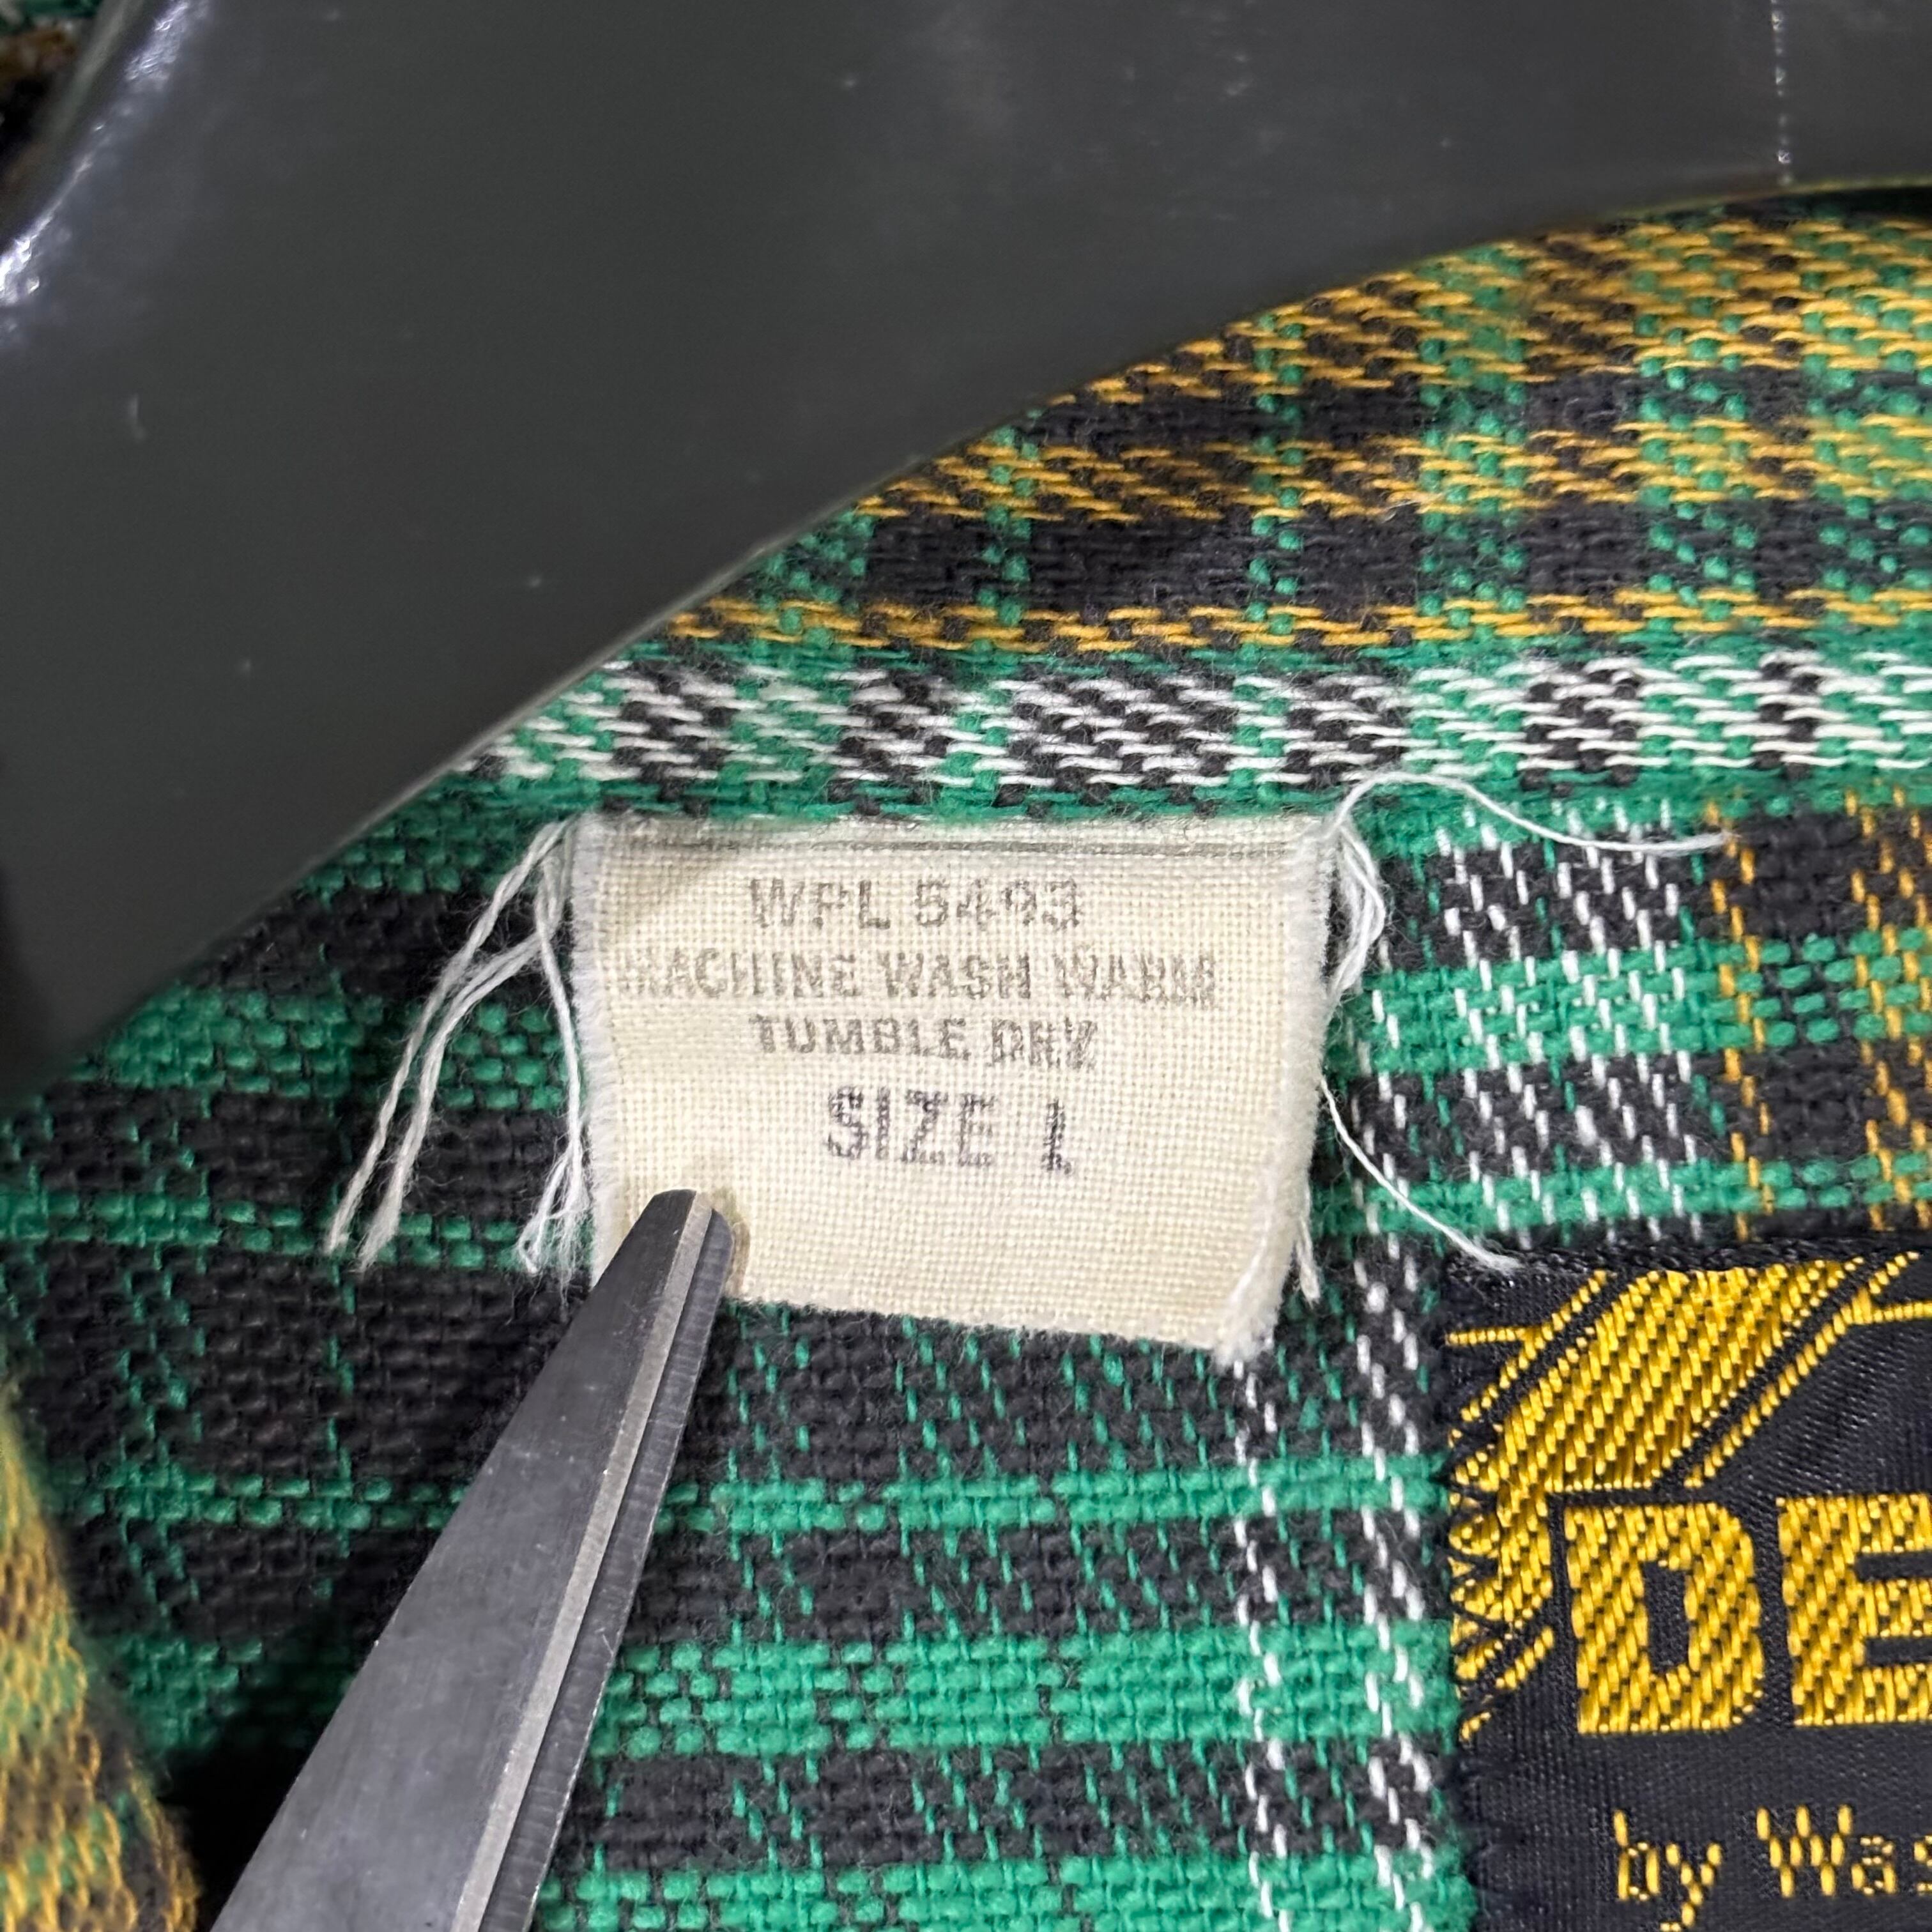 WPL 5493
MACHINE WASH WARM
TUMBLE DRY
SIZE L
DE
by Was